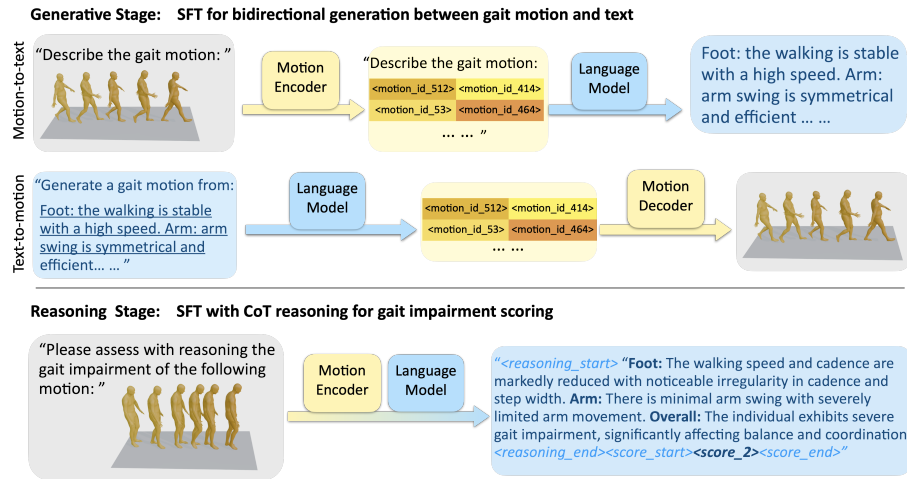 Generative Stage: SFT for bidirectional generation between gait motion and text
Motion-to-text
"Describe the gait motion: "
Motion
Encoder
"Describe the gait motion:
<motion_id_512> <motion_id_414>
<motion_id_53> <motion_id_464>
... ... "
Language
Model
Foot: the walking is stable
with a high speed. Arm:
arm swing is symmetrical
and efficient ... ...
Text-to-motion
"Generate a gait motion from:
Foot: the walking is stable
with a high speed. Arm: arm
swing is symmetrical and
efficient... ... "
Language
Model
<motion_id_512> <motion_id_414>
<motion_id_53> <motion_id_464>
... ...
Motion
Decoder
Reasoning Stage: SFT with CoT reasoning for gait impairment scoring
"Please assess with reasoning the
gait impairment of the following
motion: "
Motion
Encoder
Language
Model
"<reasoning_start> "Foot: The walking speed and cadence are
markedly reduced with noticeable irregularity in cadence and
step width. Arm: There is minimal arm swing with severely
limited arm movement. Overall: The individual exhibits severe
gait impairment, significantly affecting balance and coordination
<reasoning_end><score_start><score_2><score_end>"